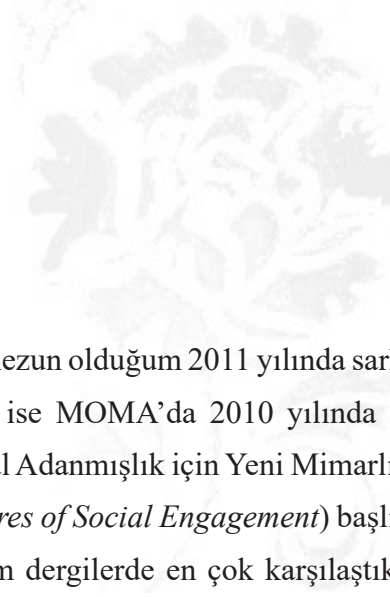 ezun olduğum 2011 yılında sarl
ise MOMA’da 2010 yılında
l Adanmışlık için Yeni Mimarlı
res of Social Engagement) başlı
m dergilerde en çok karşılaştık